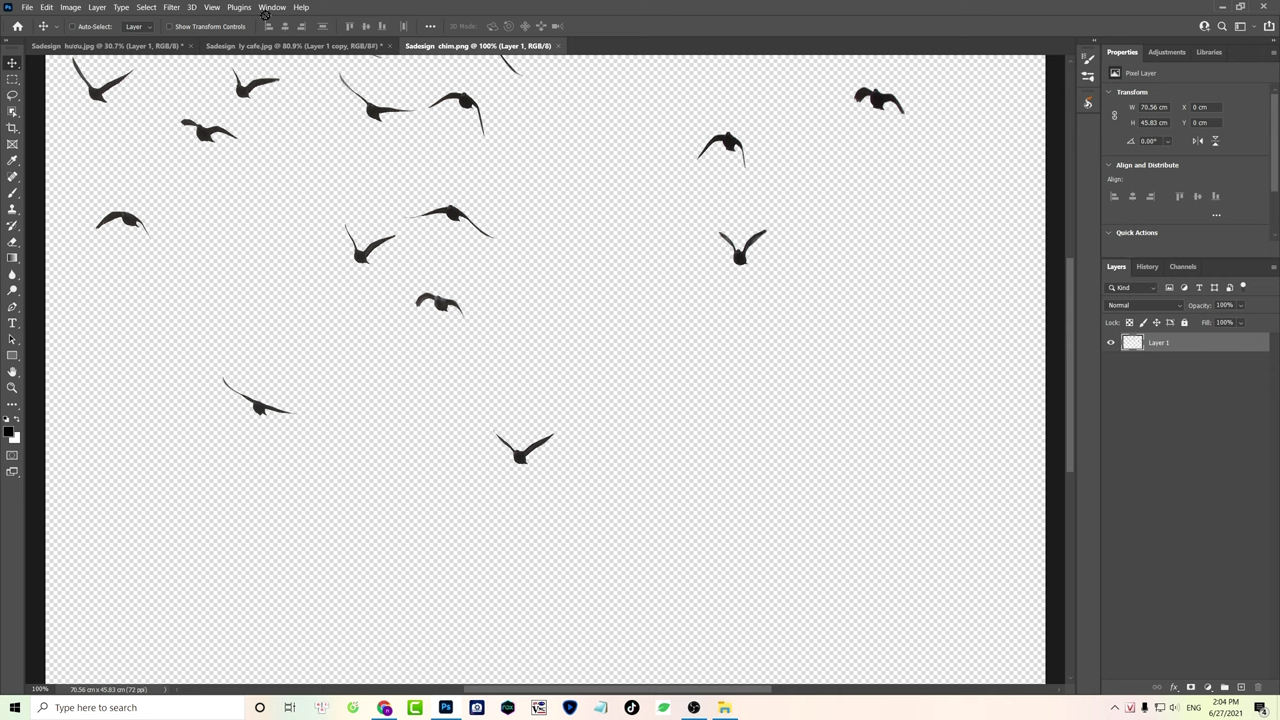 File Edit Image Layer Type Select Filter 3D View Plugins Window Help
Auto-Select: Layer Show Transform Controls 3D Mode:
Sadesign hươu.jpg @ 30.7% (Layer 1, RGB/8) * × Sadesign ly cafe.jpg @ 80.9% (Layer 1 copy, RGB/8#) * × Sadesign chim.png @ 100% (Layer 1, RGB/8) ×
Properties Adjustments Libraries
Pixel Layer
Transform
W 70.56 cm X 0 cm
H 45.83 cm Y 0 cm
0.00°
Align and Distribute
Align:
Quick Actions
Layers History Channels
Kind
Normal Opacity: 100%
Lock: Fill: 100%
Layer 1
100% 70.56 cm x 45.83 cm (72 ppi)
Type here to search
ENG
2:04 PM
6/27/2021